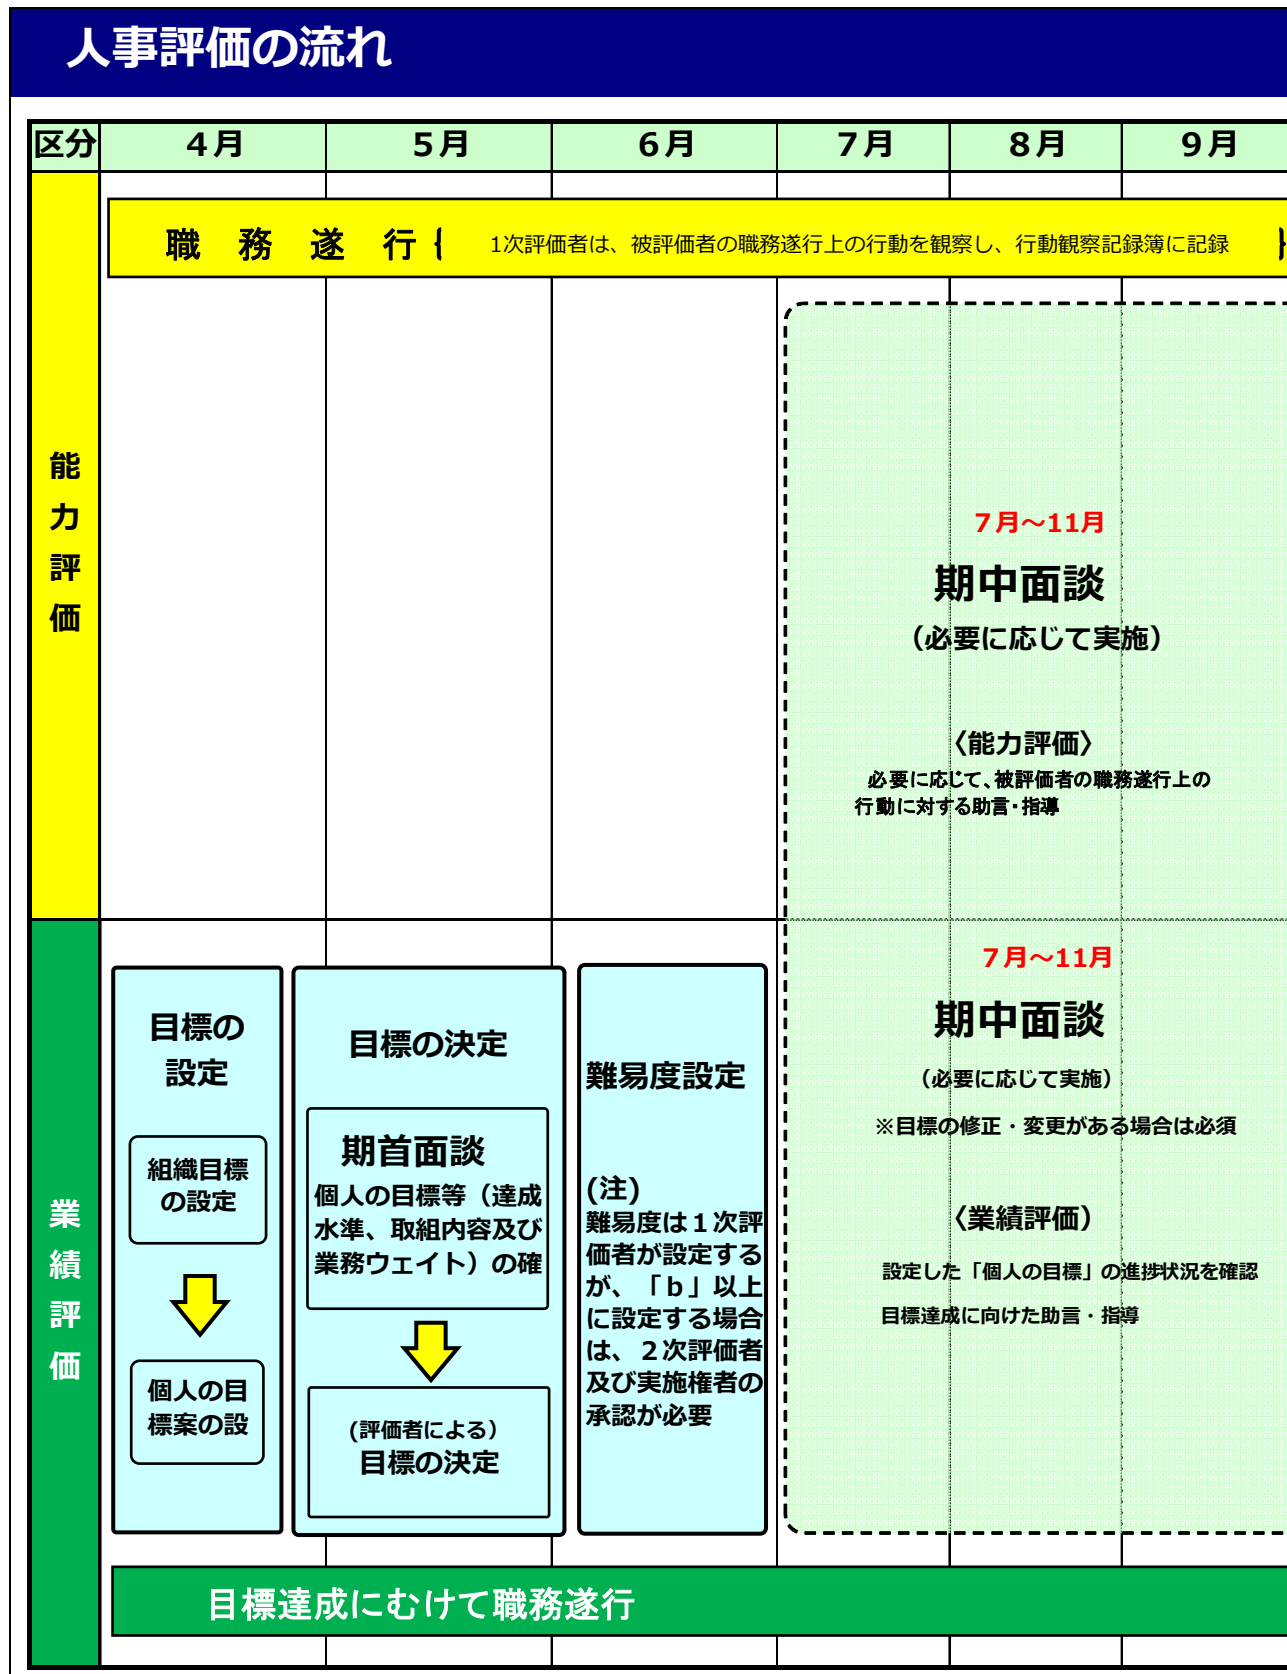 人事評価の流れ
区分 4月 5月 6月 7月 8月 9月
能力評価
職務遂行{ 1次評価者は、被評価者の職務遂行上の行動を観察し、行動観察記録簿に記録 }
7月～11月
期中面談
（必要に応じて実施）
〈能力評価〉
必要に応じて、被評価者の職務遂行上の
行動に対する助言・指導
業績評価
目標の
設定
組織目標
の設定
個人の目
標案の設
目標の決定
期首面談
個人の目標等（達成
水準、取組内容及び
業務ウェイト）の確
(評価者による）
目標の決定
難易度設定
(注)
難易度は１次評
価者が設定する
が、「ｂ」以上
に設定する場合
は、２次評価者
及び実施権者の
承認が必要
7月～11月
期中面談
（必要に応じて実施）
※目標の修正・変更がある場合は必須
〈業績評価）
設定した「個人の目標」の進捗状況を確認
目標達成に向けた助言・指導
目標達成にむけて職務遂行